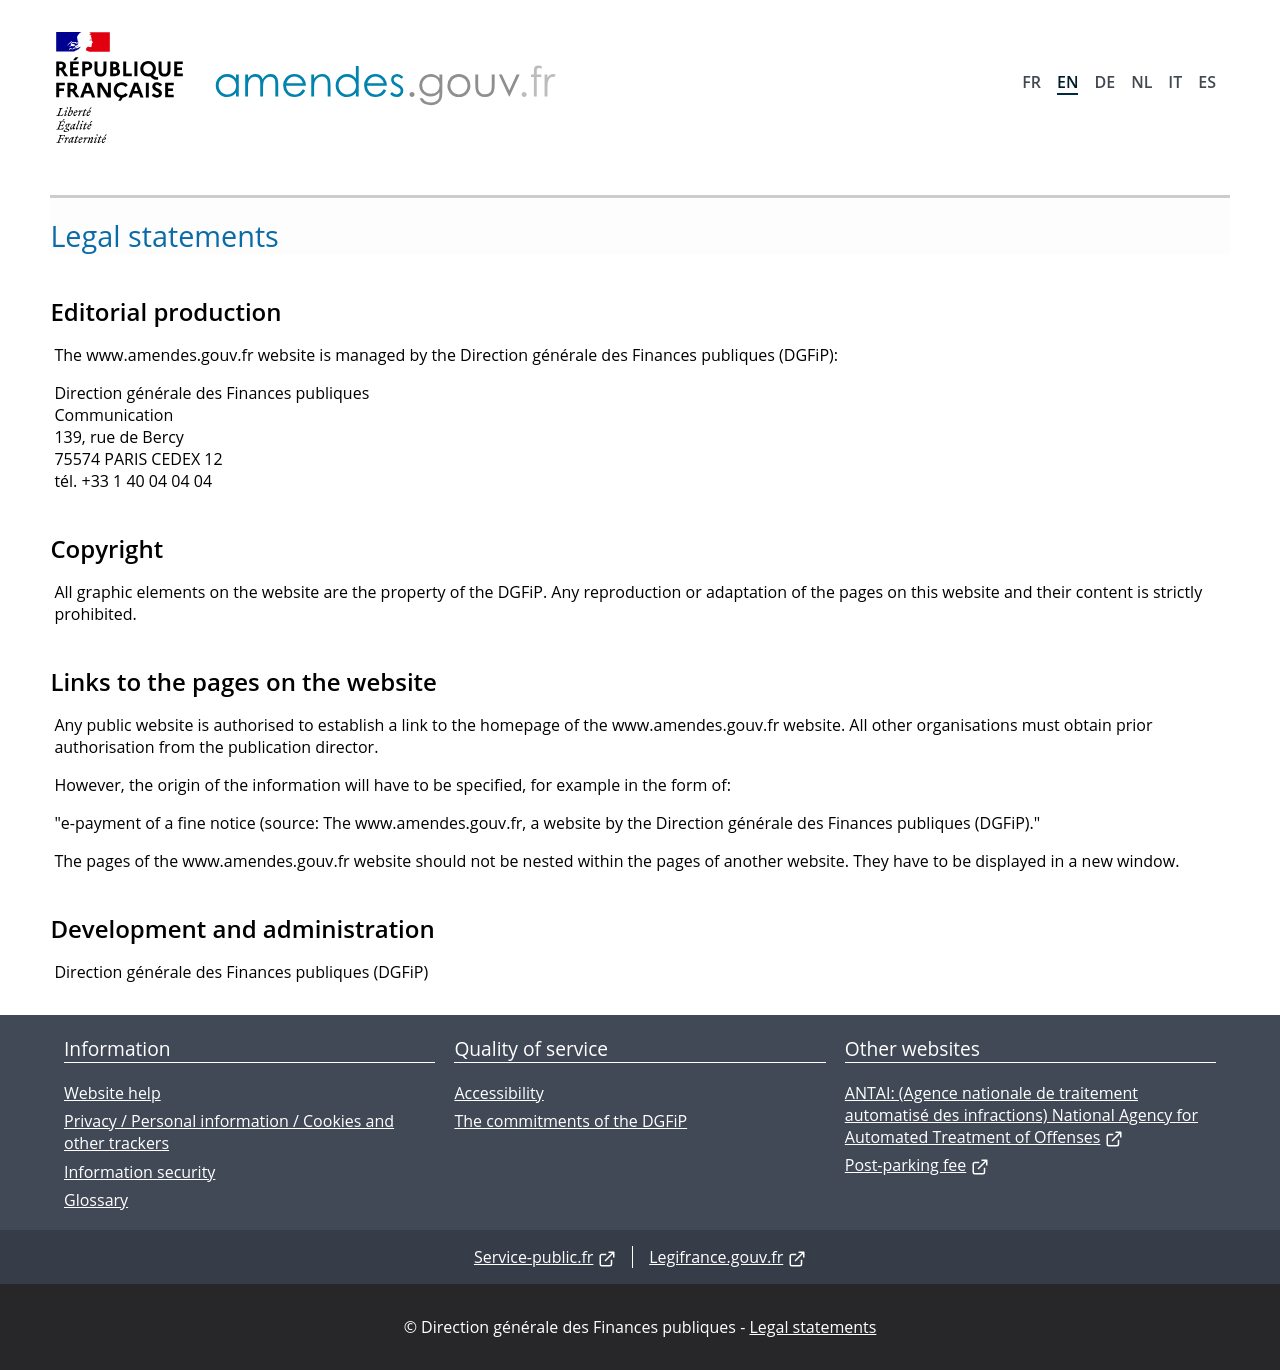 RÉPUBLIQUE
FRANÇAISE
Liberté
Égalité
Fraternité
amendes.gouv.fr
FR EN DE NL IT ES
Legal statements
Editorial production
The www.amendes.gouv.fr website is managed by the Direction générale des Finances publiques (DGFiP):
Direction générale des Finances publiques
Communication
139, rue de Bercy
75574 PARIS CEDEX 12
tél. +33 1 40 04 04 04
Copyright
All graphic elements on the website are the property of the DGFiP. Any reproduction or adaptation of the pages on this website and their content is strictly
prohibited.
Links to the pages on the website
Any public website is authorised to establish a link to the homepage of the www.amendes.gouv.fr website. All other organisations must obtain prior
authorisation from the publication director.
However, the origin of the information will have to be specified, for example in the form of:
"e-payment of a fine notice (source: The www.amendes.gouv.fr, a website by the Direction générale des Finances publiques (DGFiP)."
The pages of the www.amendes.gouv.fr website should not be nested within the pages of another website. They have to be displayed in a new window.
Development and administration
Direction générale des Finances publiques (DGFiP)
Information
Website help
Privacy / Personal information / Cookies and
other trackers
Information security
Glossary
Quality of service
Accessibility
The commitments of the DGFiP
Other websites
ANTAI: (Agence nationale de traitement
automatisé des infractions) National Agency for
Automated Treatment of Offenses
Post-parking fee
Service-public.fr
Legifrance.gouv.fr
© Direction générale des Finances publiques - Legal statements